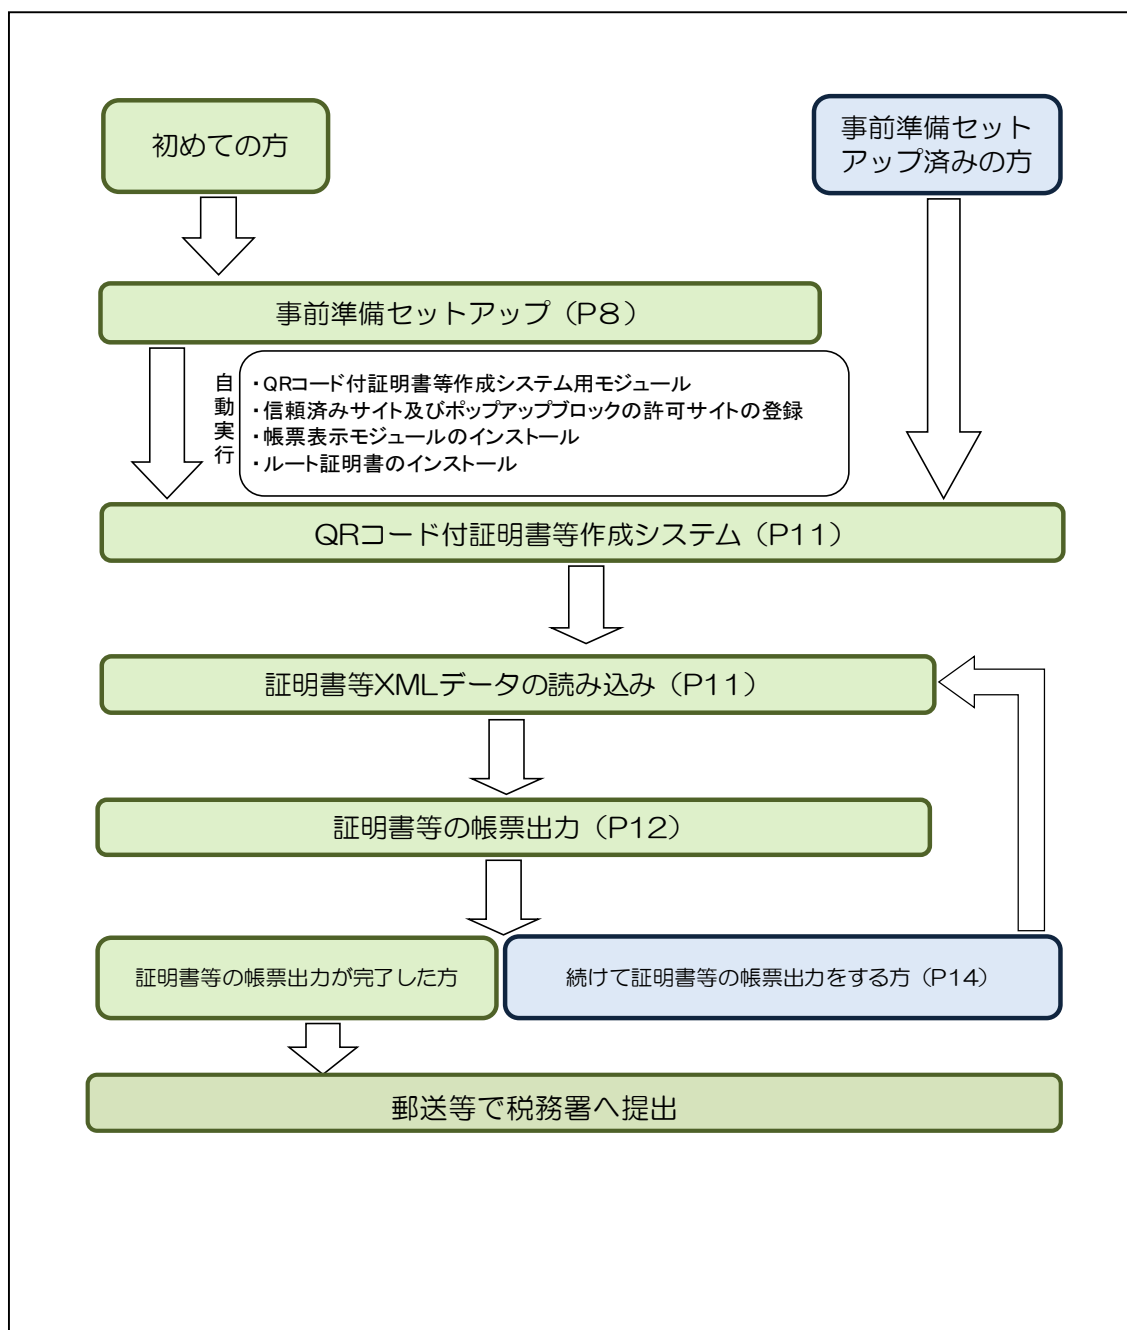 初めての方
事前準備セット
アップ済みの方
事前準備セットアップ（P8）
自動実行
・QRコード付証明書等作成システム用モジュール
・信頼済みサイト及びポップアップブロックの許可サイトの登録
・帳票表示モジュールのインストール
・ルート証明書のインストール
QRコード付証明書等作成システム（P11）
証明書等XMLデータの読み込み（P11）
証明書等の帳票出力（P12）
証明書等の帳票出力が完了した方
続けて証明書等の帳票出力をする方（P14）
郵送等で税務署へ提出